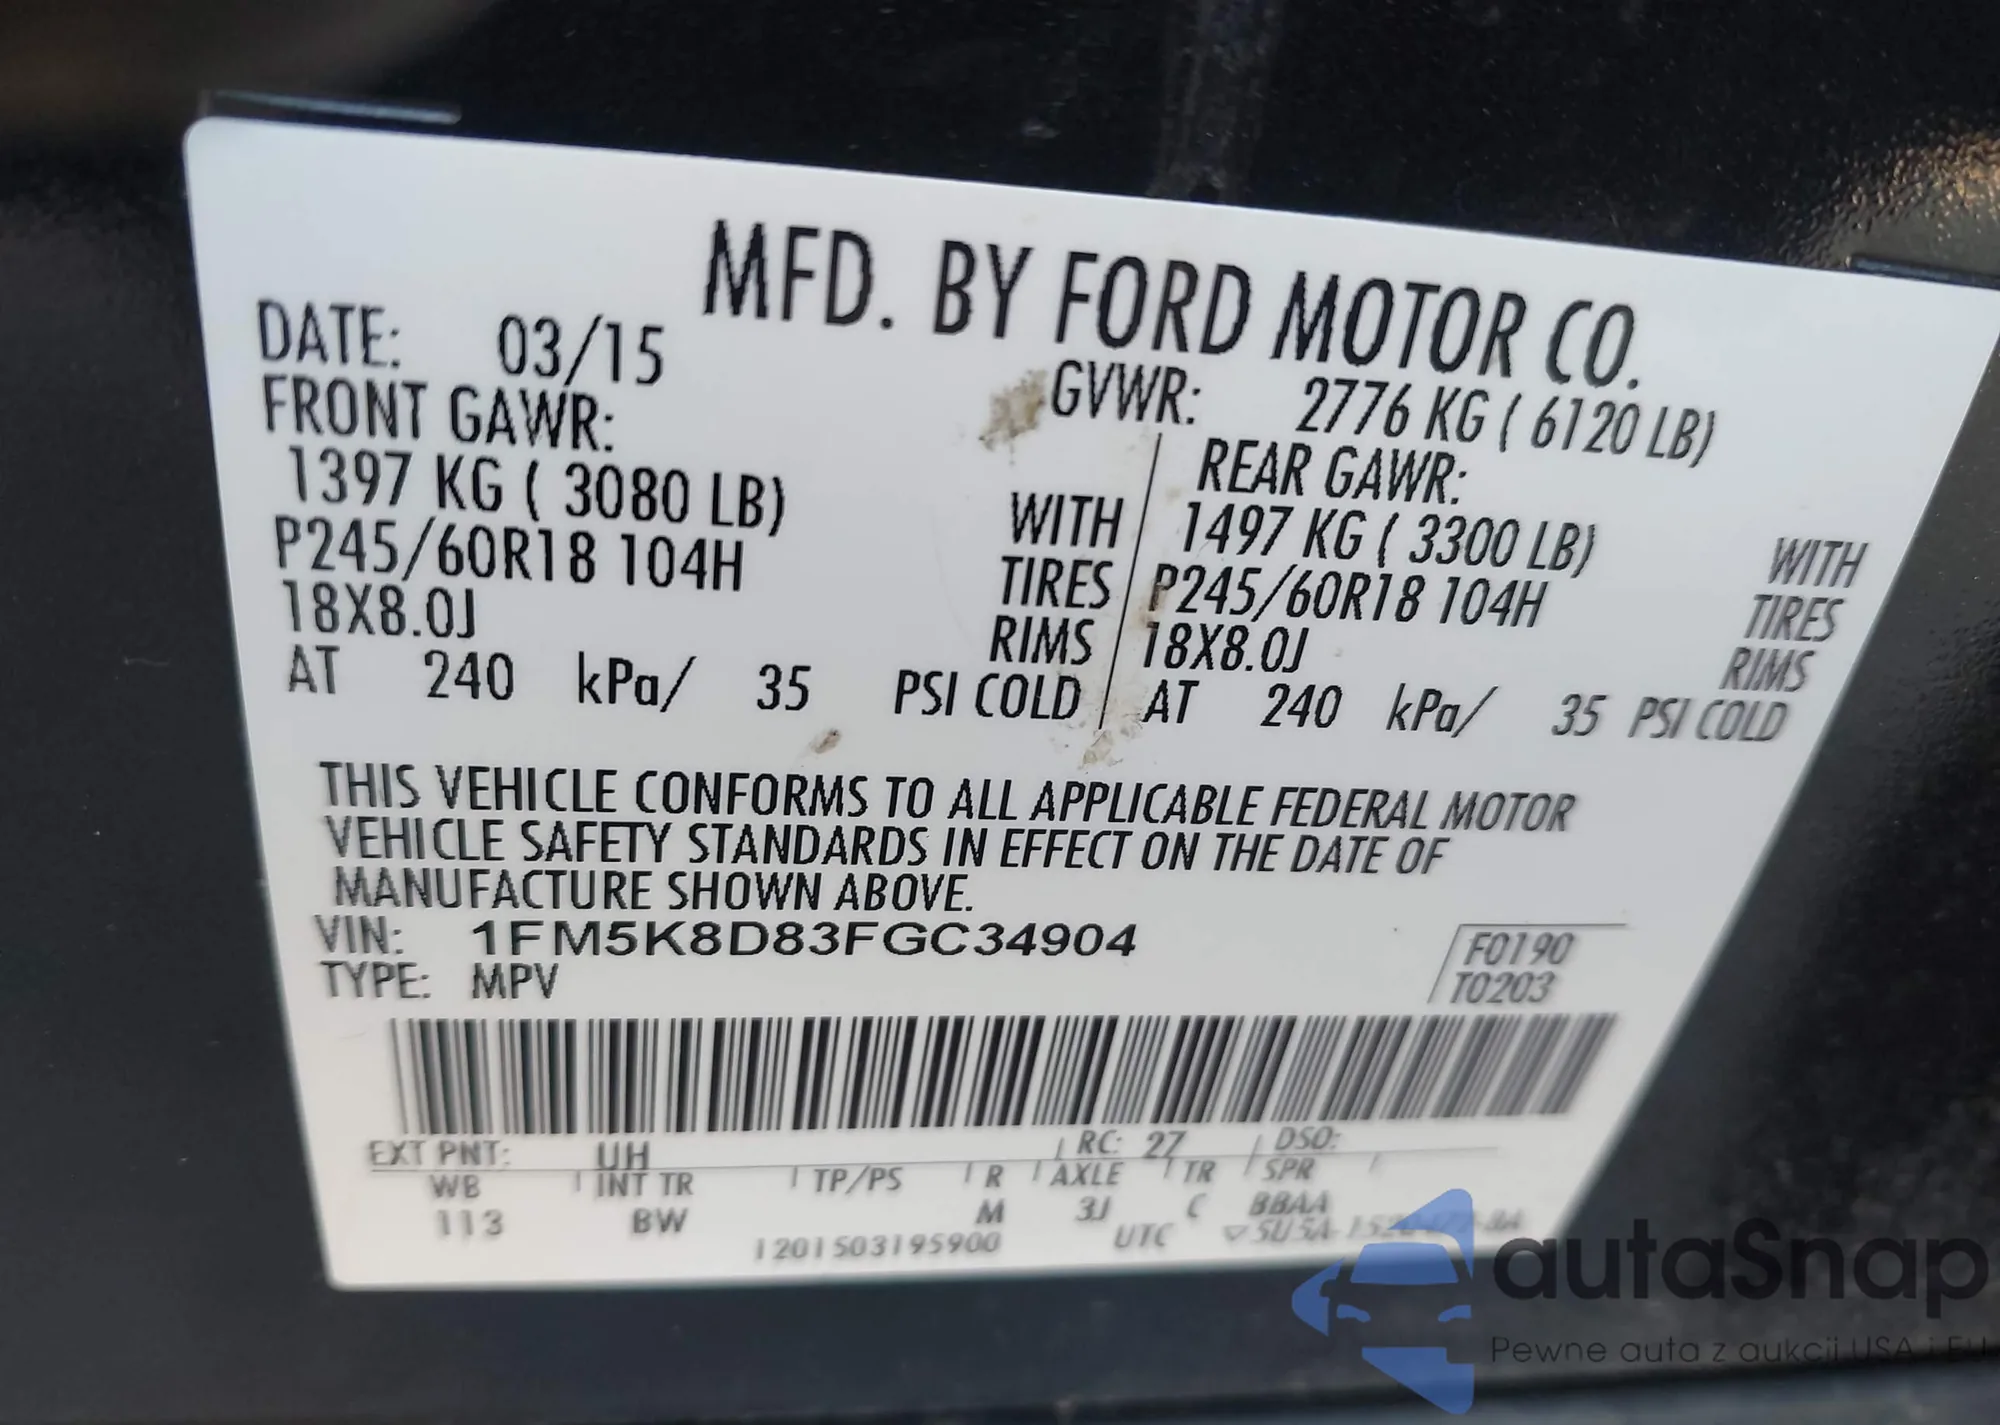 MFD. BY FORD MOTOR CO.
DATE: 03/15
GVWR: 2776 KG ( 6120 LB)
FRONT GAWR:
1397 KG ( 3080 LB) WITH
P245/60R18 104H TIRES
18X8.0J RIMS
AT 240 kPa/ 35 PSI COLD
REAR GAWR:
1497 KG ( 3300 LB) WITH
P245/60R18 104H TIRES
18X8.0J RIMS
AT 240 kPa/ 35 PSI COLD
THIS VEHICLE CONFORMS TO ALL APPLICABLE FEDERAL MOTOR
VEHICLE SAFETY STANDARDS IN EFFECT ON THE DATE OF
MANUFACTURE SHOWN ABOVE.
VIN: 1FM5K8D83FGC34904
TYPE: MPV
F0190
T0203
EXT PNT: UH RC: 27 DSO:
WB INT TR TP/PS R AXLE TR SPR
113 BW M 3J C BBAA
1201503195900 UTC
autaSnap
Pewne auta z aukcji USA i EU